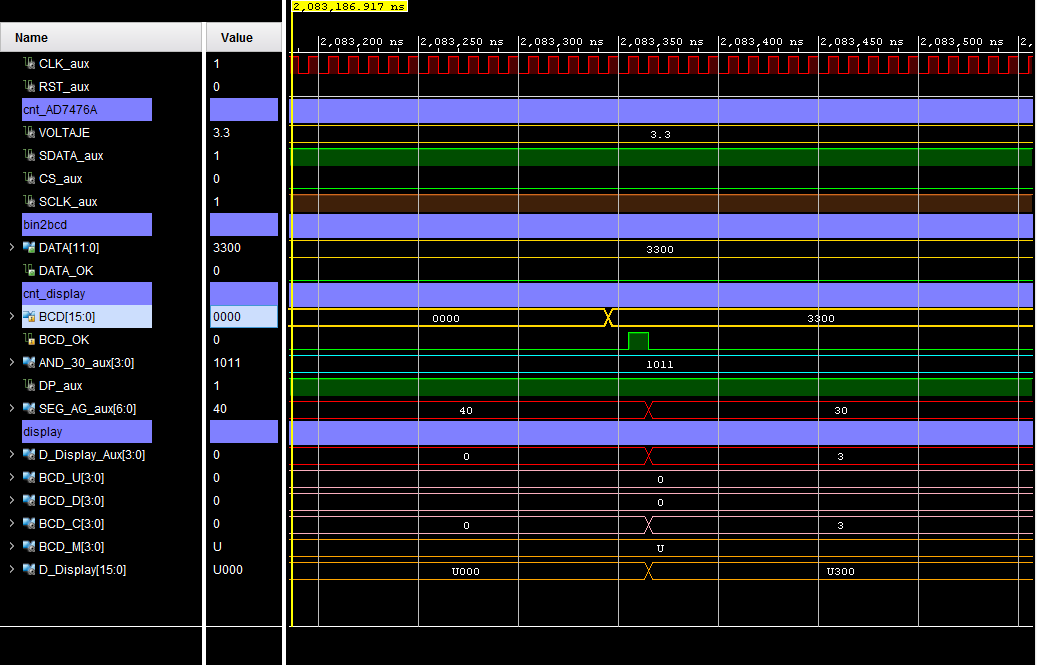 2,083,186.917 ns
Name Value
2,083,200 ns 2,083,250 ns 2,083,300 ns 2,083,350 ns 2,083,400 ns 2,083,450 ns 2,083,500 ns 2,
CLK_aux 1
RST_aux 0
cnt_AD7476A
VOLTAJE 3.3 3.3
SDATA_aux 1
CS_aux 0
SCLK_aux 1
bin2bcd
DATA[11:0] 3300 3300
DATA_OK 0
cnt_display
BCD[15:0] 0000 0000 3300
BCD_OK 0
AND_30_aux[3:0] 1011 1011
DP_aux 1
SEG_AG_aux[6:0] 40 40 30
display
D_Display_Aux[3:0] 0 0 3
BCD_U[3:0] 0 0
BCD_D[3:0] 0 0
BCD_C[3:0] 0 0 3
BCD_M[3:0] U U
D_Display[15:0] U000 U000 U300